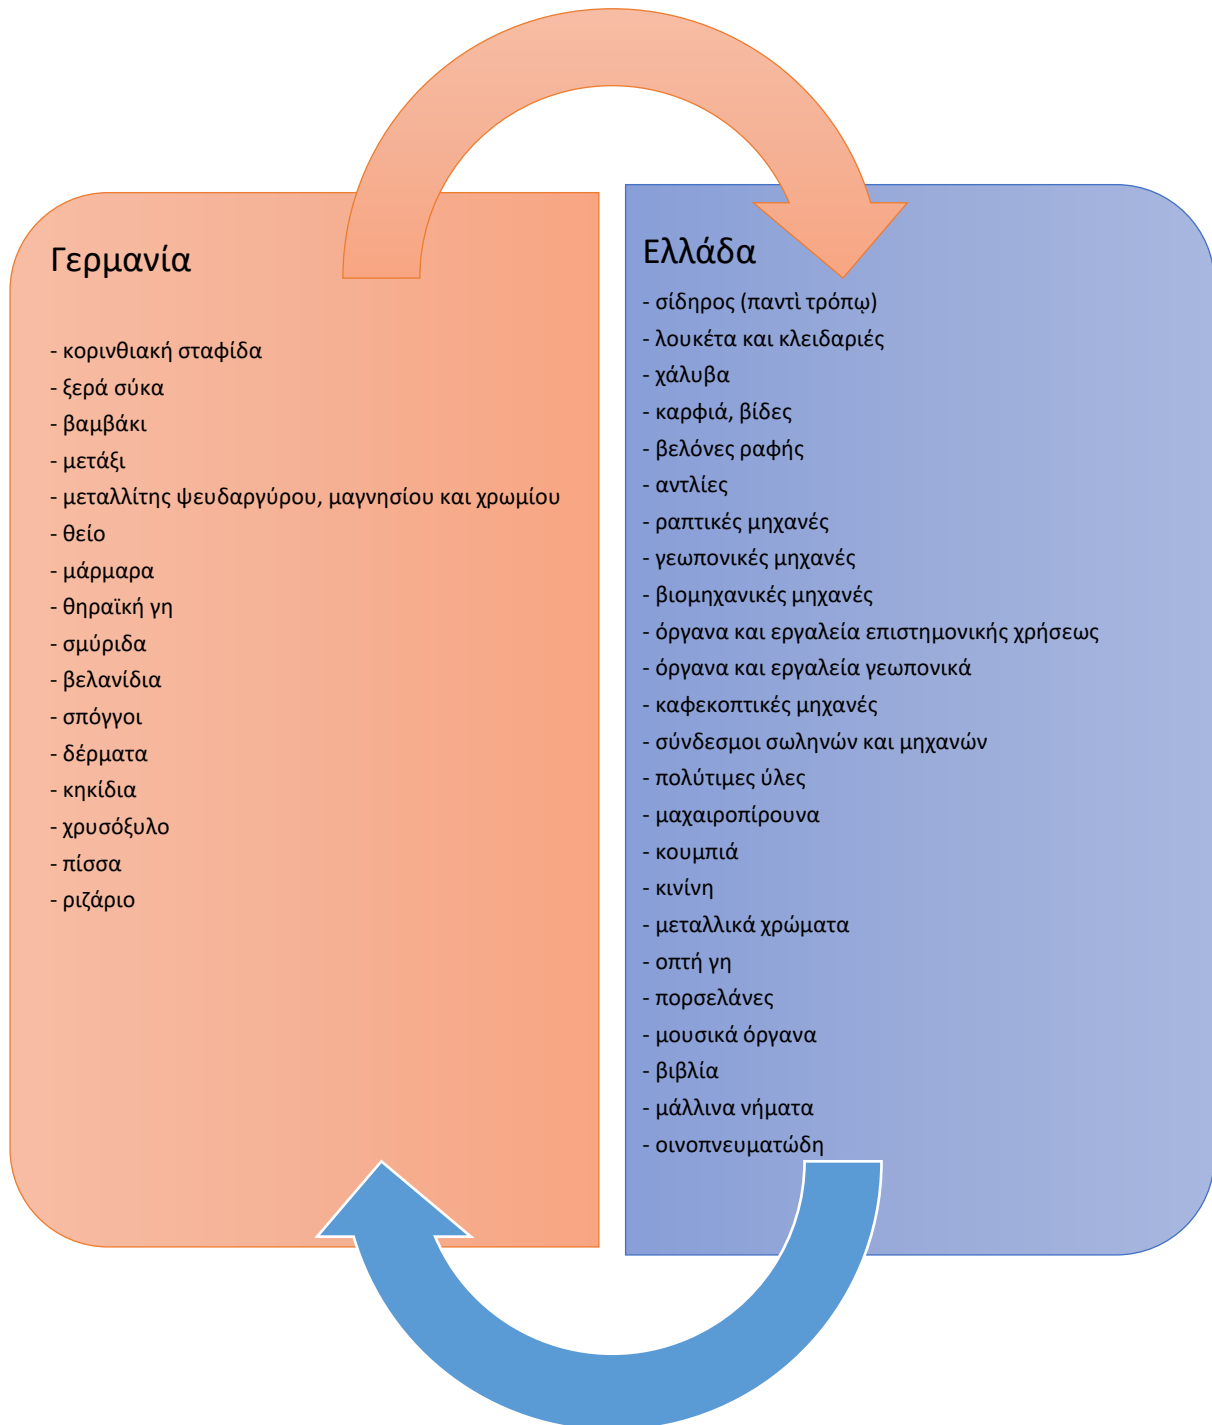 Γερμανία
- κορινθιακή σταφίδα
- ξερά σύκα
- βαμβάκι
- μετάξι
- μεταλλίτης ψευδαργύρου, μαγνησίου και χρωμίου
- θείο
- μάρμαρα
- θηραϊκή γη
- σμύριδα
- βελανίδια
- σπόγγοι
- δέρματα
- κηκίδια
- χρυσόξυλο
- πίσσα
- ριζάριο
Ελλάδα
- σίδηρος (παντὶ τρόπῳ)
- λουκέτα και κλειδαριές
- χάλυβα
- καρφιά, βίδες
- βελόνες ραφής
- αντλίες
- ραπτικές μηχανές
- γεωπονικές μηχανές
- βιομηχανικές μηχανές
- όργανα και εργαλεία επιστημονικής χρήσεως
- όργανα και εργαλεία γεωπονικά
- καφεκοπτικές μηχανές
- σύνδεσμοι σωληνών και μηχανών
- πολύτιμες ύλες
- μαχαιροπίρουνα
- κουμπιά
- κινίνη
- μεταλλικά χρώματα
- οπτή γη
- πορσελάνες
- μουσικά όργανα
- βιβλία
- μάλλινα νήματα
- οινοπνευματώδη